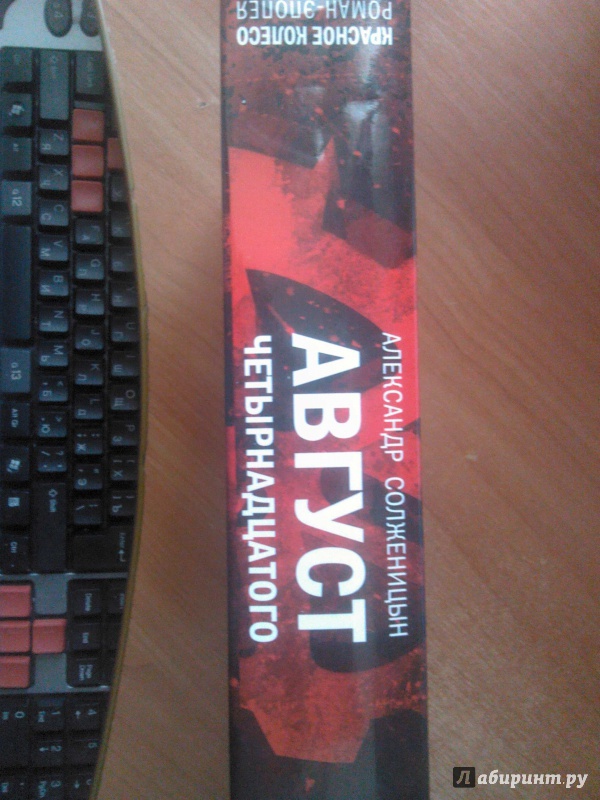 КРАСНОЕ КОЛЕСО
РОМАН-ЭПОПЕЯ
АЛЕКСАНДР СОЛЖЕНИЦЫН
АВГУСТ
ЧЕТЫРНАДЦАТОГО
Лабиринт.ру